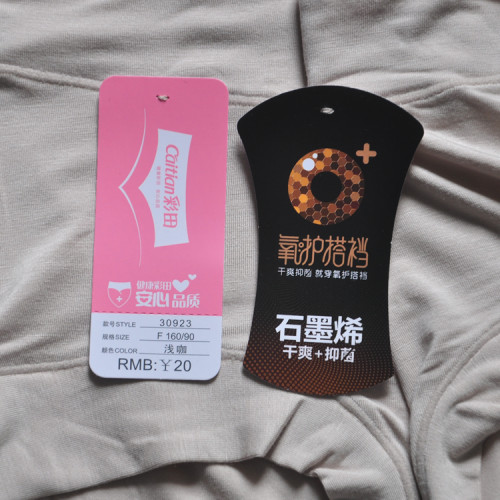 Caitian彩田
健康彩田
安心品质
款号STYLE 30923
规格SIZE F 160/90
颜色COLOR 浅咖
RMB:￥20
氧护搭裆
干爽抑菌 就穿氧护搭裆
石墨烯
干爽+抑菌